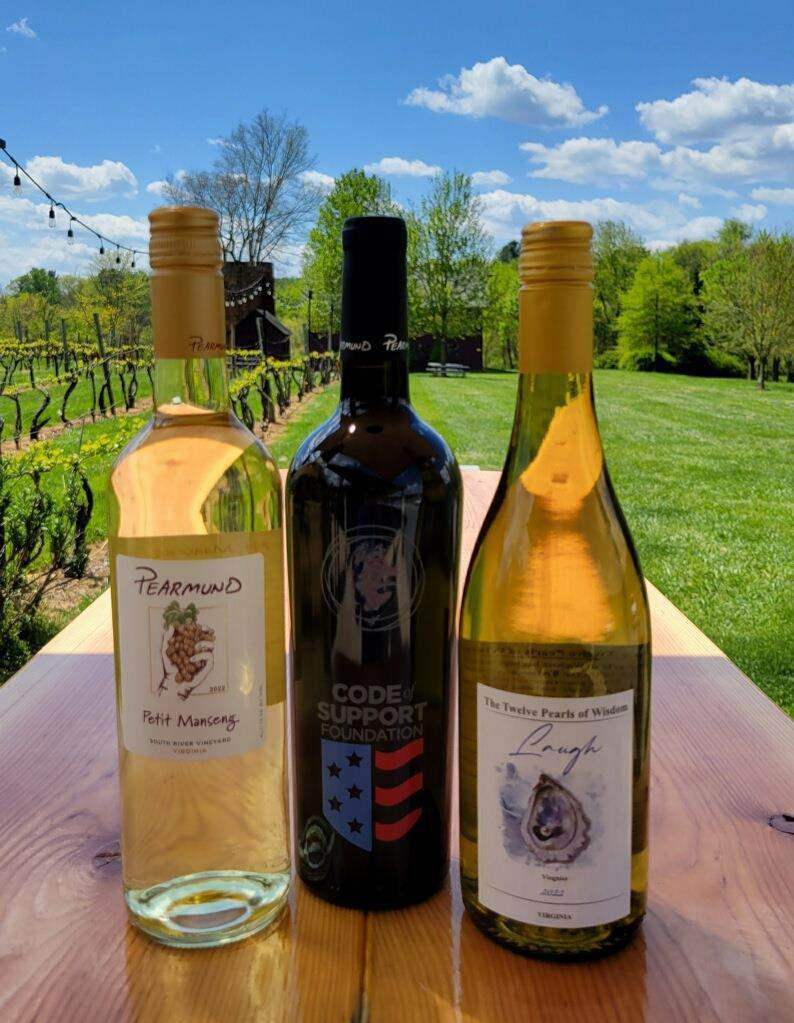 PEARMUND
PEARMUND
2022
Petit Manseng
SOUTH RIVER VINEYARD
VIRGINIA
PEARMUND
CODE of
SUPPORT
FOUNDATION
The Twelve Pearls of Wisdom
Laugh
Viognier
2022
VIRGINIA